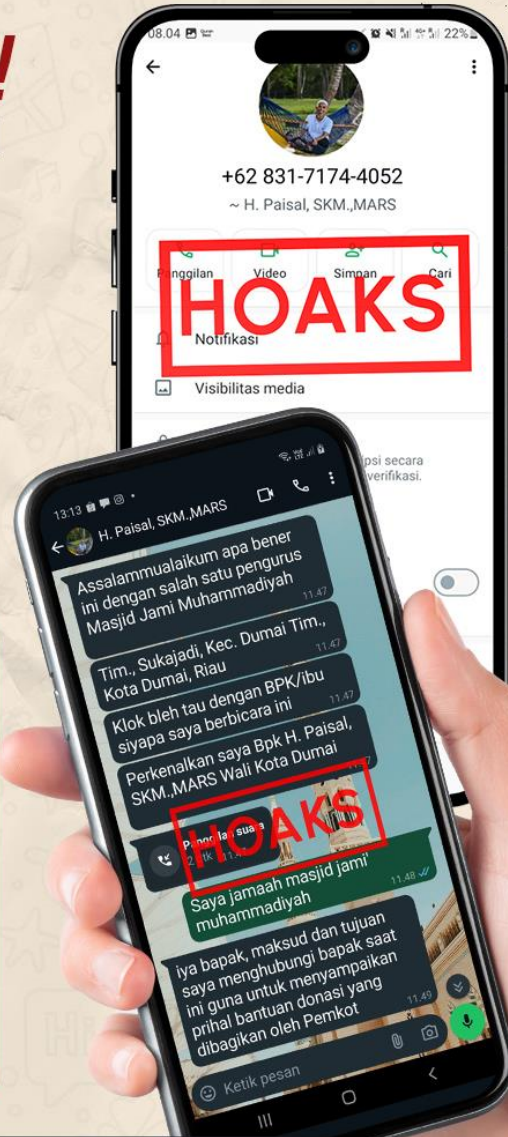 !
08.04
22%
+62 831-7174-4052
~ H. Paisal, SKM.,MARS
Panggilan
Video
Simpan
Cari
HOAKS
Notifikasi
Visibilitas media
psi secara
verifikasi.
13:13
H. Paisal, SKM.,MARS
Assalammualaikum apa bener
ini dengan salah satu pengurus
Masjid Jami Muhammadiyah
11.47
Tim., Sukajadi, Kec. Dumai Tim.,
Kota Dumai, Riau
11.47
Klok bleh tau dengan BPK/ibu
siyapa saya berbicara ini
11.47
Perkenalkan saya Bpk H. Paisal,
SKM.,MARS Wali Kota Dumai
Panggilan suara
HOAKS
Saya jamaah masjid jami'
muhammadiyah
11.48
iya bapak, maksud dan tujuan
saya menghubungi bapak saat
ini guna untuk menyampaikan
prihal bantuan donasi yang
dibagikan oleh Pemkot
11.49
Ketik pesan